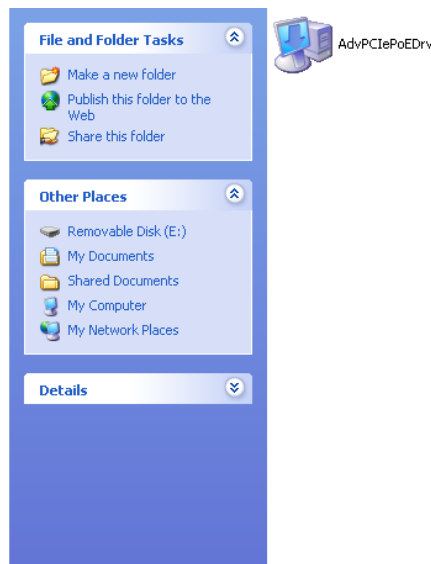 File and Folder Tasks
Make a new folder
Publish this folder to the
Web
Share this folder
Other Places
Removable Disk (E:)
My Documents
Shared Documents
My Computer
My Network Places
Details
AdvPCIePoEDrv